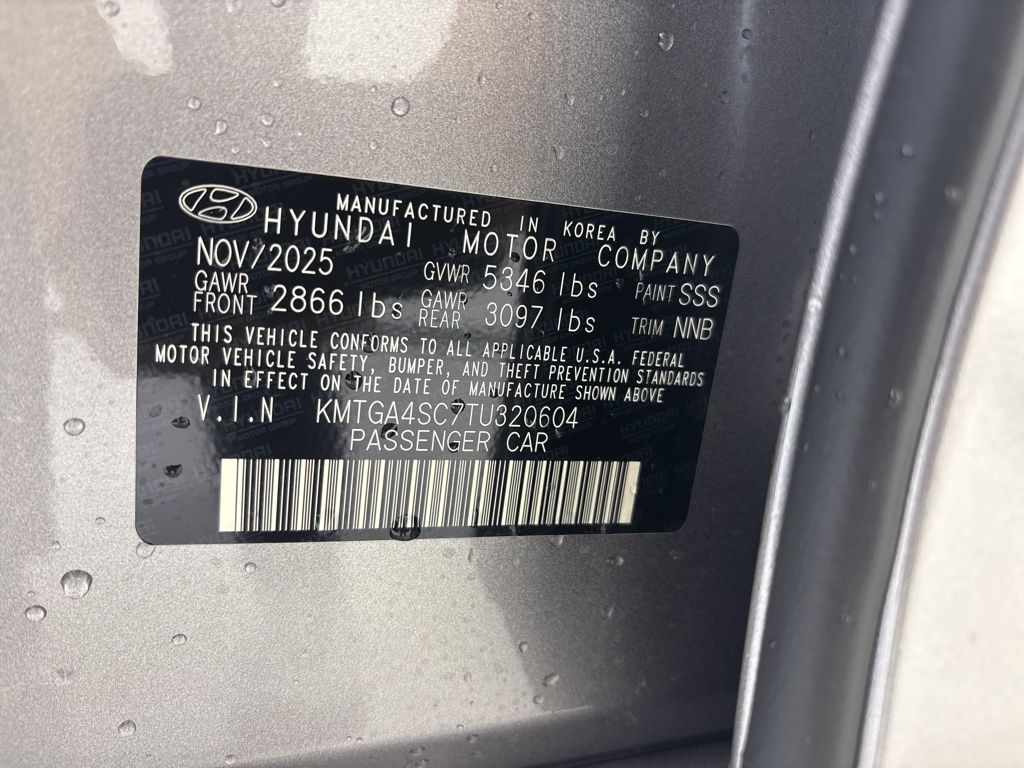 MANUFACTURED IN KOREA BY
HYUNDAI MOTOR COMPANY
NOV/2025 GVWR 5346 lbs PAINT SSS
GAWR FRONT 2866 lbs GAWR REAR 3097 lbs TRIM NNB
THIS VEHICLE CONFORMS TO ALL APPLICABLE U.S.A. FEDERAL
MOTOR VEHICLE SAFETY, BUMPER, AND THEFT PREVENTION STANDARDS
IN EFFECT ON THE DATE OF MANUFACTURE SHOWN ABOVE
V.I.N KMTGA4SC7TU320604
PASSENGER CAR